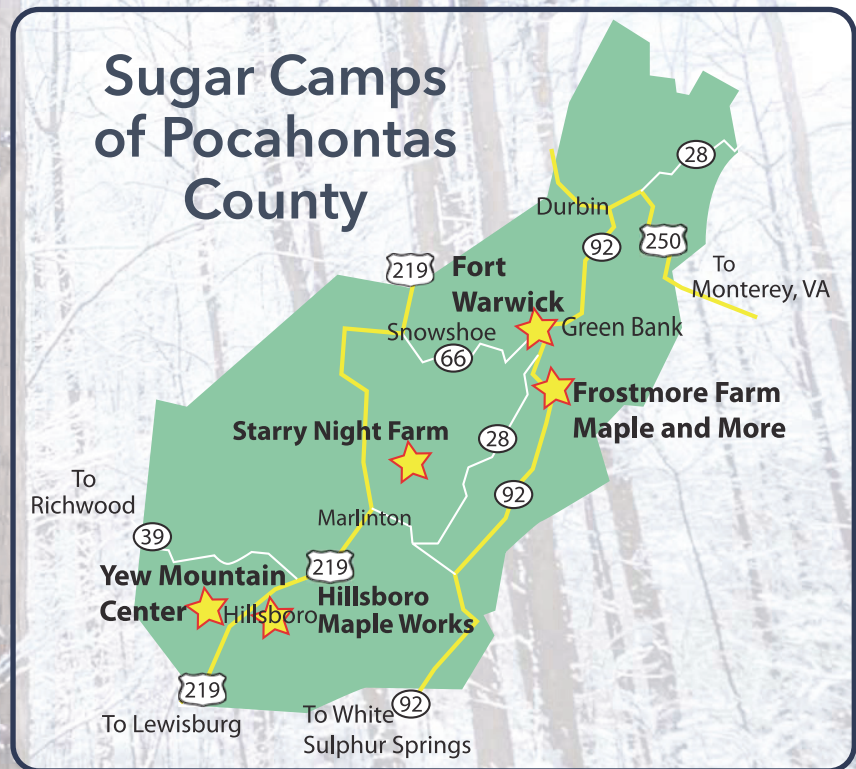 Sugar Camps
of Pocahontas
County
28
Durbin
92
250
To
Monterey, VA
219
Fort
Warwick
Snowshoe
Green Bank
66
Frostmore Farm
Maple and More
Starry Night Farm
28
To
Richwood
92
Marlinton
39
219
Yew Mountain
Center
Hillsboro
Hillsboro
Maple Works
219
92
To Lewisburg
To White
Sulphur Springs